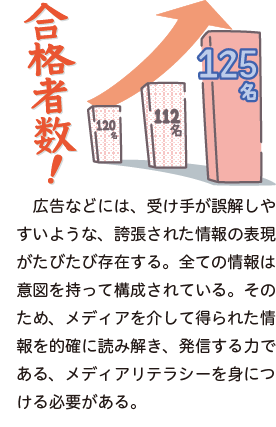 合格者数!
120名
112名
125名
広告などには、受け手が誤解しや
すいような、誇張された情報の表現
がたびたび存在する。全ての情報は
意図を持って構成されている。その
ため、メディアを介して得られた情
報を的確に読み解き、発信する力で
ある、メディアリテラシーを身につ
ける必要がある。